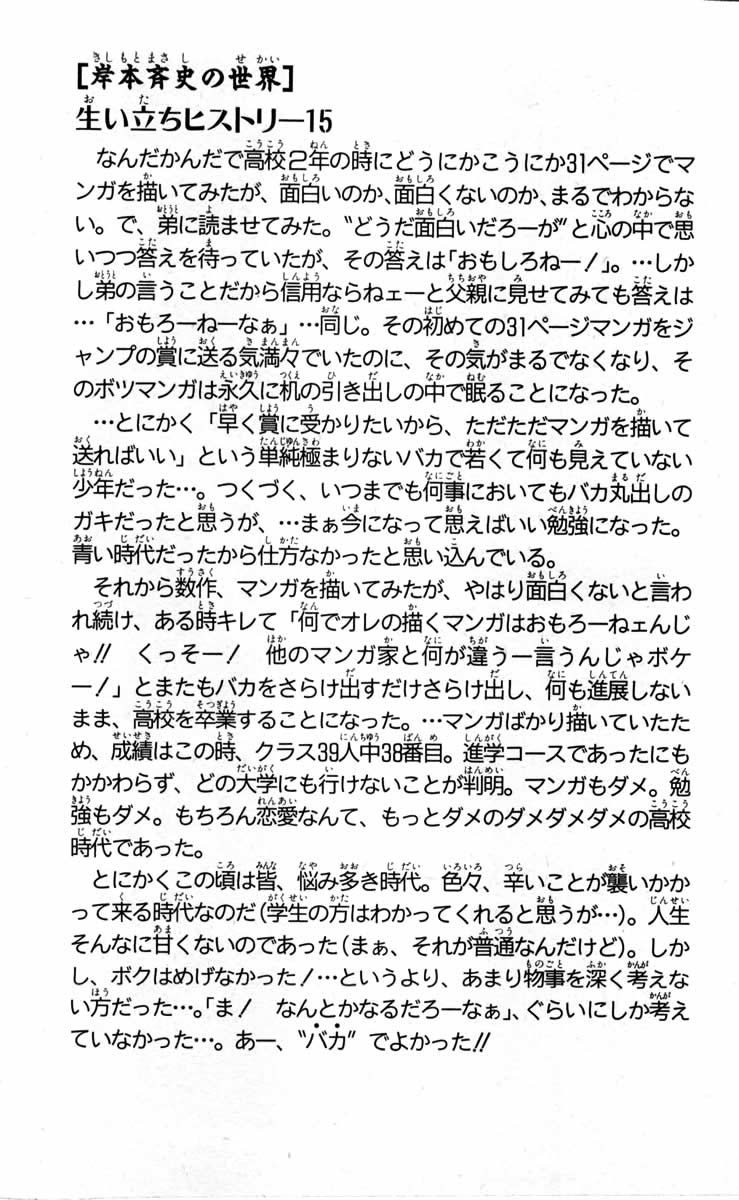 [岸本斉史の世界]
生い立ちヒストリー15
なんだかんだで高校2年の時にどうにかこうにか31ページでマ
ンガを描いてみたが、面白いのか、面白くないのか、まるでわからな
い。で、弟に読ませてみた。“どうだ面白いだろーが”と心の中で思
いつつ答えを待っていたが、その答えは「おもしろねー!」。…しか
し弟の言うことだから信用ならねェーと父親に見せてみても答えは
…「おもろーねーなぁ」…同じ。その初めての31ページマンガをジ
ャンプの賞に送る気満々でいたのに、その気がまるでなくなり、そ
のボツマンガは永久に机の引き出しの中で眠ることになった。
…とにかく「早く賞に受かりたいから、ただただマンガを描いて
送ればいい」という単純極まりないバカで若くて何も見えていない
少年だった…。つくづく、いつまでも何事においてもバカ丸出しの
ガキだったと思うが、…まぁ今になって思えばいい勉強になった。
青い時代だったから仕方なかったと思い込んでいる。
それから数作、マンガを描いてみたが、やはり面白くないと言わ
れ続け、ある時キレて「何でオレの描くマンガはおもろーねェんじ
ゃ!! くっそー! 他のマンガ家と何が違う一言うんじゃボケ
ー!」とまたもバカをさらけ出すだけさらけ出し、何も進展しない
まま、高校を卒業することになった。…マンガばかり描いていたた
め、成績はこの時、クラス39人中38番目。進学コースであったにも
かかわらず、どの大学にも行けないことが判明。マンガもダメ。勉
強もダメ。もちろん恋愛なんて、もっとダメのダメダメダメの高校
時代であった。
とにかくこの頃は皆、悩み多き時代。色々、辛いことが襲いかか
って来る時代なのだ(学生の方はわかってくれると思うが…)。人生
そんなに甘くないのであった(まぁ、それが普通なんだけど)。しか
し、ボクはめげなかった!…というより、あまり物事を深く考えな
い方だった…。「ま! なんとかなるだろーなぁ」、ぐらいにしか考え
ていなかった…。あー、“バカ”でよかった!!